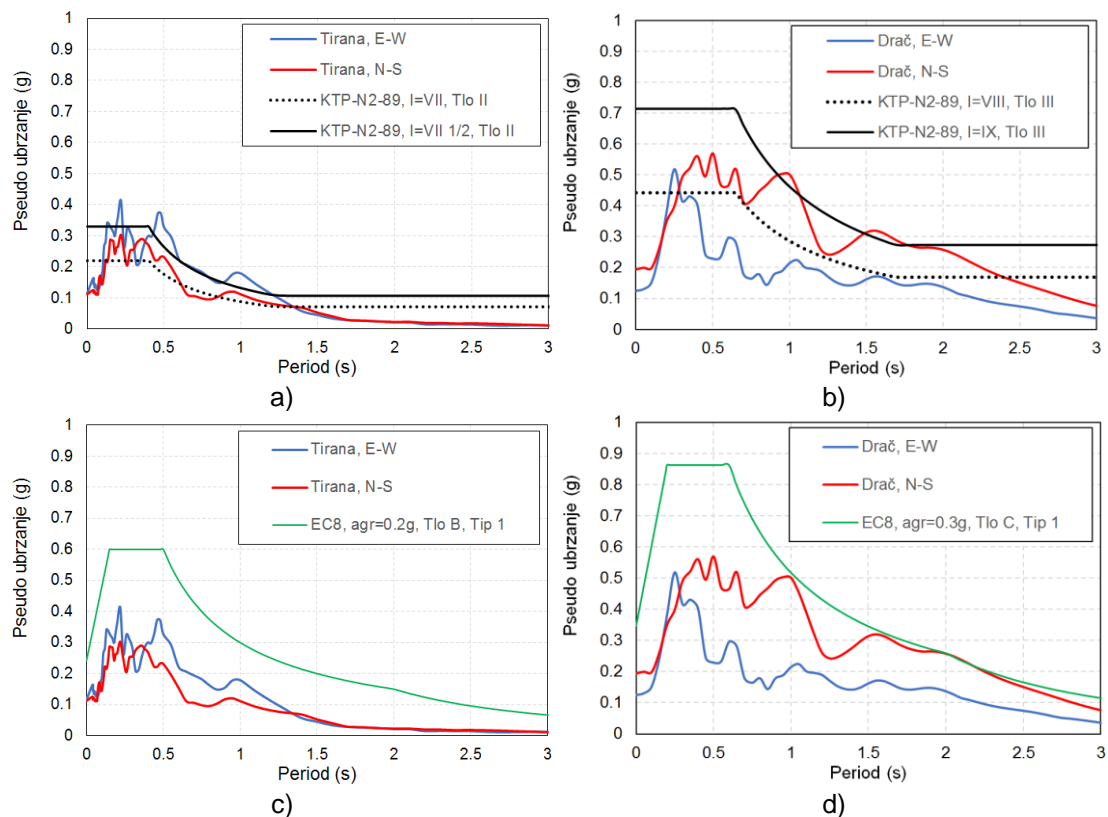 Pseudo ubrzanje (g)
1
0.9
0.8
0.7
0.6
0.5
0.4
0.3
0.2
0.1
0
Tirana, E-W
Tirana, N-S
KTP-N2-89, I=VII, Tlo II
KTP-N2-89, I=VII 1/2, Tlo II
0 0.5 1 1.5 2 2.5 3
Period (s)
a)
Pseudo ubrzanje (g)
1
0.9
0.8
0.7
0.6
0.5
0.4
0.3
0.2
0.1
0
Drač, E-W
Drač, N-S
KTP-N2-89, I=VIII, Tlo III
KTP-N2-89, I=IX, Tlo III
0 0.5 1 1.5 2 2.5 3
Period (s)
b)
Pseudo ubrzanje (g)
1
0.9
0.8
0.7
0.6
0.5
0.4
0.3
0.2
0.1
0
Tirana, E-W
Tirana, N-S
EC8, agr=0.2g, Tlo B, Tip 1
0 0.5 1 1.5 2 2.5 3
Period (s)
c)
Pseudo ubrzanje (g)
1
0.9
0.8
0.7
0.6
0.5
0.4
0.3
0.2
0.1
0
Drač, E-W
Drač, N-S
EC8, agr=0.3g, Tlo C, Tip 1
0 0.5 1 1.5 2 2.5 3
Period (s)
d)